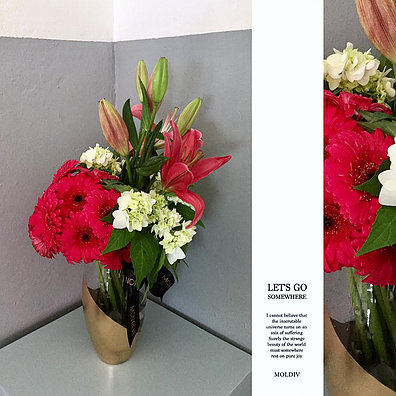 LET'S GO
SOMEWHERE
I cannot believe that
the inscrutable
universe turns on an
axis of suffering
Surely the strange
beauty of the world
must somewhere
rest on pure joy
MOLDIV